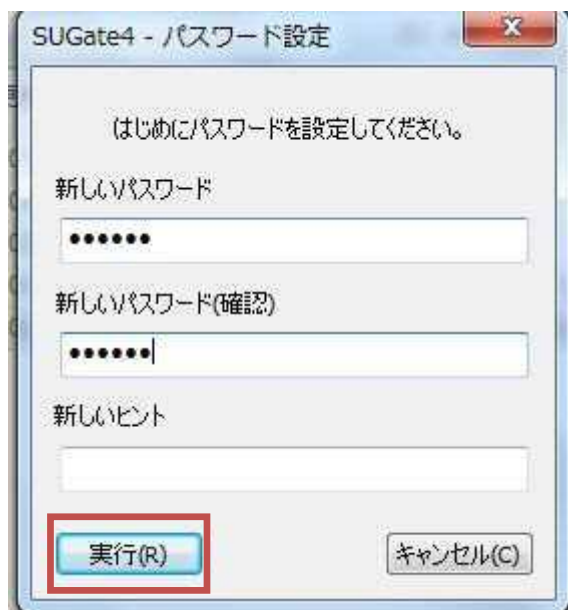 SUGate4 - パスワード設定
はじめにパスワードを設定してください。
新しいパスワード
••••••
新しいパスワード(確認)
••••••
新しいヒント
実行(R) キャンセル(C)